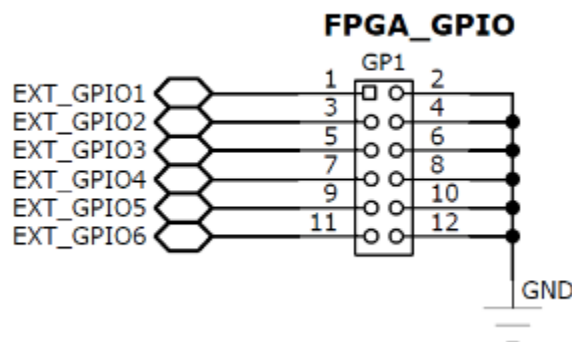 FPGA_GPIO
GP1
EXT_GPIO1 1 2
EXT_GPIO2 3 4
EXT_GPIO3 5 6
EXT_GPIO4 7 8
EXT_GPIO5 9 10
EXT_GPIO6 11 12
GND